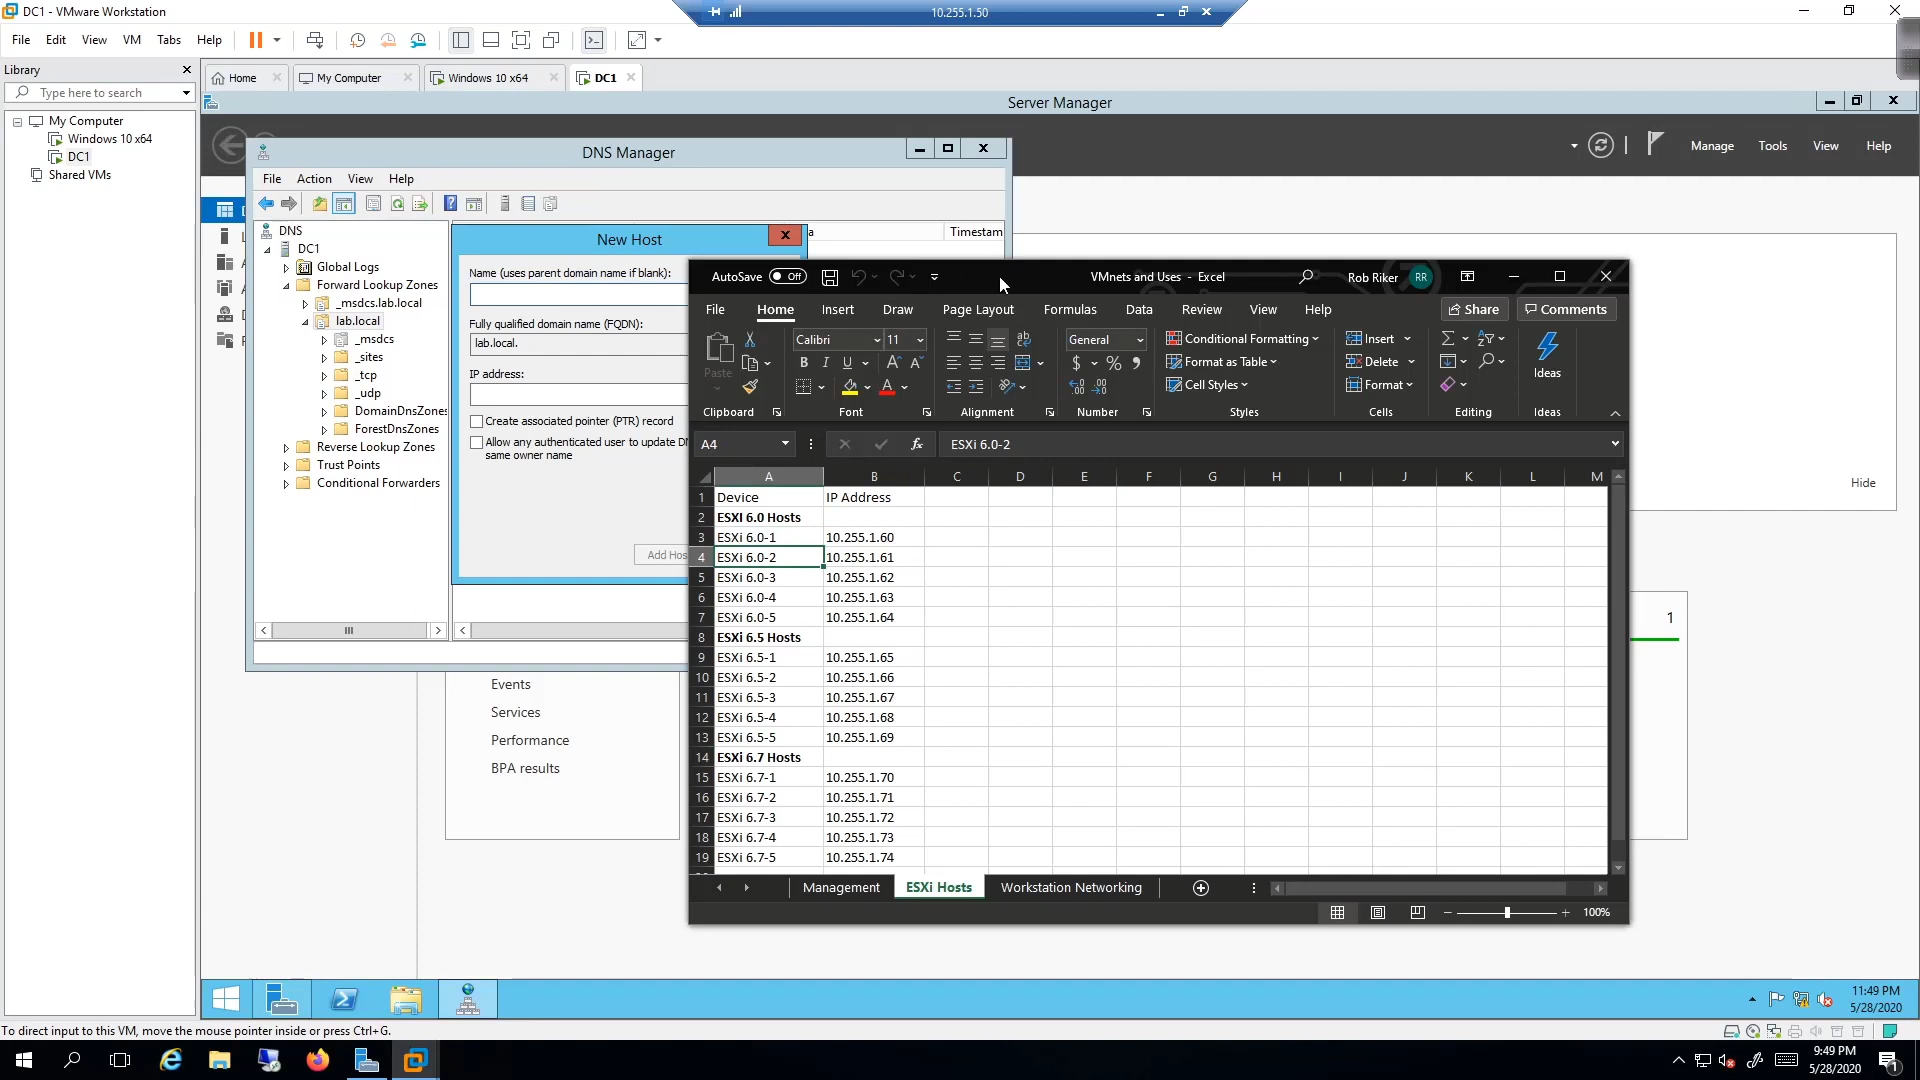 DC1 - VMware Workstation
10.255.1.50
File Edit View VM Tabs Help
Library
Type here to search
My Computer
Windows 10 x64
DC1
Shared VMs
Home
My Computer
Windows 10 x64
DC1
Server Manager
Manage Tools View Help
DNS Manager
File Action View Help
DNS
DC1
Global Logs
Forward Lookup Zones
_msdcs.lab.local
lab.local
_msdcs
_sites
_tcp
_udp
DomainDnsZones
ForestDnsZones
Reverse Lookup Zones
Trust Points
Conditional Forwarders
Timestam
New Host
Name (uses parent domain name if blank):
Fully qualified domain name (FQDN):
lab.local.
IP address:
Create associated pointer (PTR) record
Allow any authenticated user to update
same owner name
Add
Events
Services
Performance
BPA results
Hide
1
AutoSave Off
VMnets and Uses - Excel
Rob Riker RR
File Home Insert Draw Page Layout Formulas Data Review View Help
Share Comments
Paste
Calibri 11
B I U
General
$ % ,
Conditional Formatting
Format as Table
Cell Styles
Insert
Delete
Format
Ideas
Clipboard Font Alignment Number Styles Cells Editing Ideas
A4 fx ESXi 6.0-2
A B C D E F G H I J K L M
1 Device IP Address
2 ESXI 6.0 Hosts
3 ESXi 6.0-1 10.255.1.60
4 ESXi 6.0-2 10.255.1.61
5 ESXi 6.0-3 10.255.1.62
6 ESXi 6.0-4 10.255.1.63
7 ESXi 6.0-5 10.255.1.64
8 ESXi 6.5 Hosts
9 ESXi 6.5-1 10.255.1.65
10 ESXi 6.5-2 10.255.1.66
11 ESXi 6.5-3 10.255.1.67
12 ESXi 6.5-4 10.255.1.68
13 ESXi 6.5-5 10.255.1.69
14 ESXi 6.7 Hosts
15 ESXi 6.7-1 10.255.1.70
16 ESXi 6.7-2 10.255.1.71
17 ESXi 6.7-3 10.255.1.72
18 ESXi 6.7-4 10.255.1.73
19 ESXi 6.7-5 10.255.1.74
Management ESXi Hosts Workstation Networking
100%
11:49 PM
5/28/2020
To direct input to this VM, move the mouse pointer inside or press Ctrl+G.
9:49 PM
5/28/2020
1